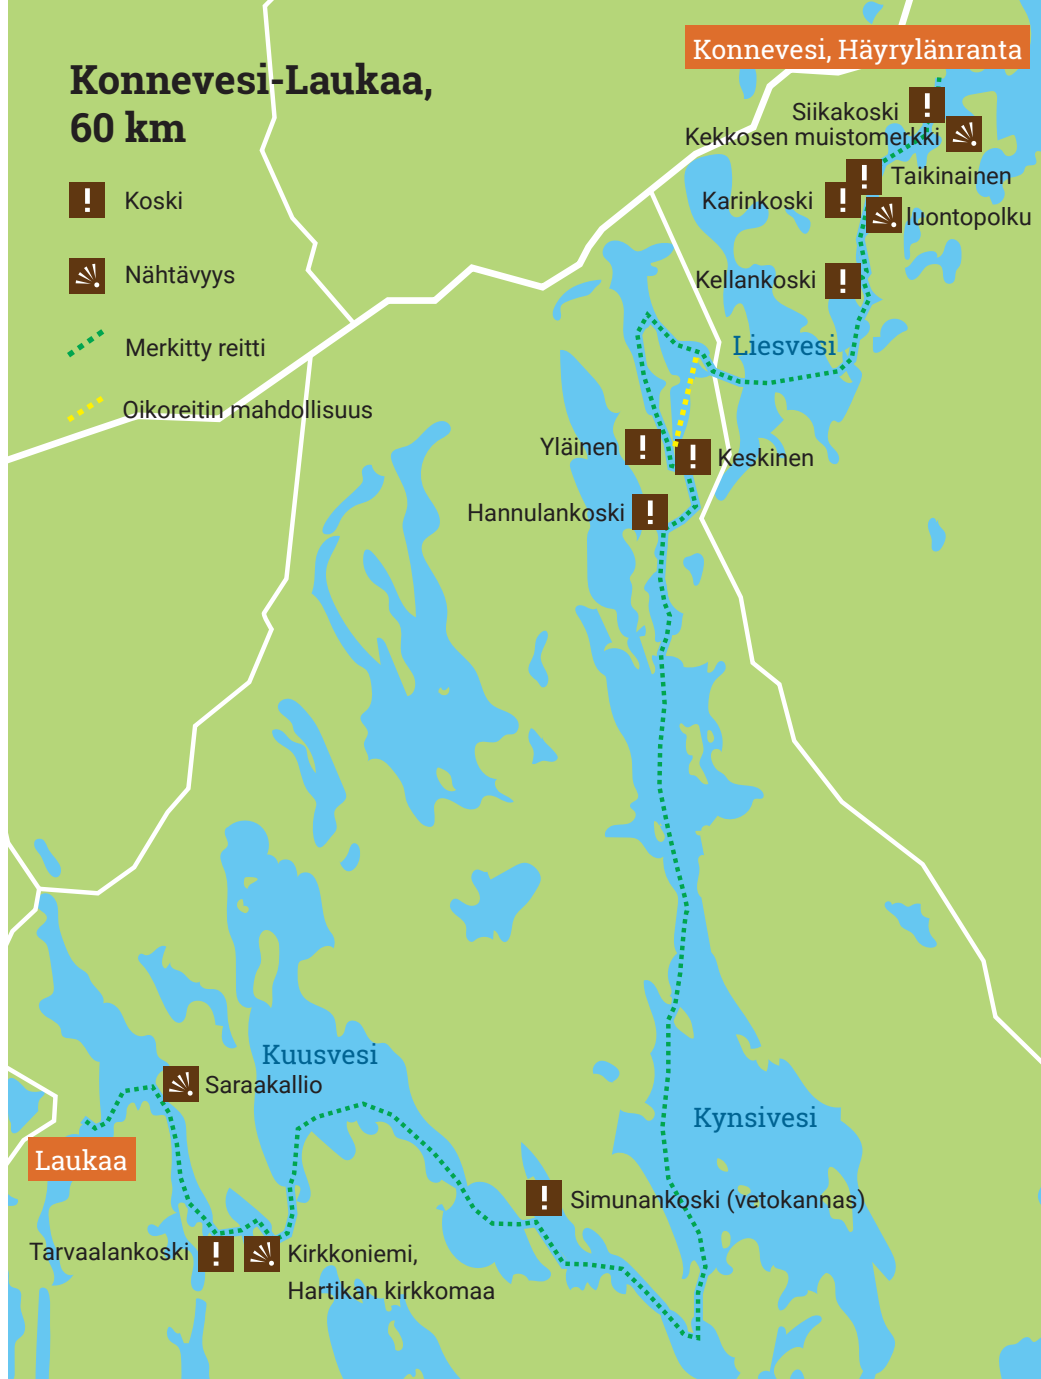 Konnevesi, Häyrylänranta
Konnevesi-Laukaa,
60 km
Koski
Nähtävyys
Merkitty reitti
Oikoreitin mahdollisuus
Siikakoski
Kekkosen muistomerkki
Taikinainen
Karinkoski
luontopolku
Kellankoski
Liesvesi
Yläinen
Keskinen
Hannulankoski
Kuusvesi
Saraakallio
Kynsivesi
Laukaa
Simunankoski (vetokannas)
Tarvaalankoski
Kirkkoniemi,
Hartikan kirkkomaa